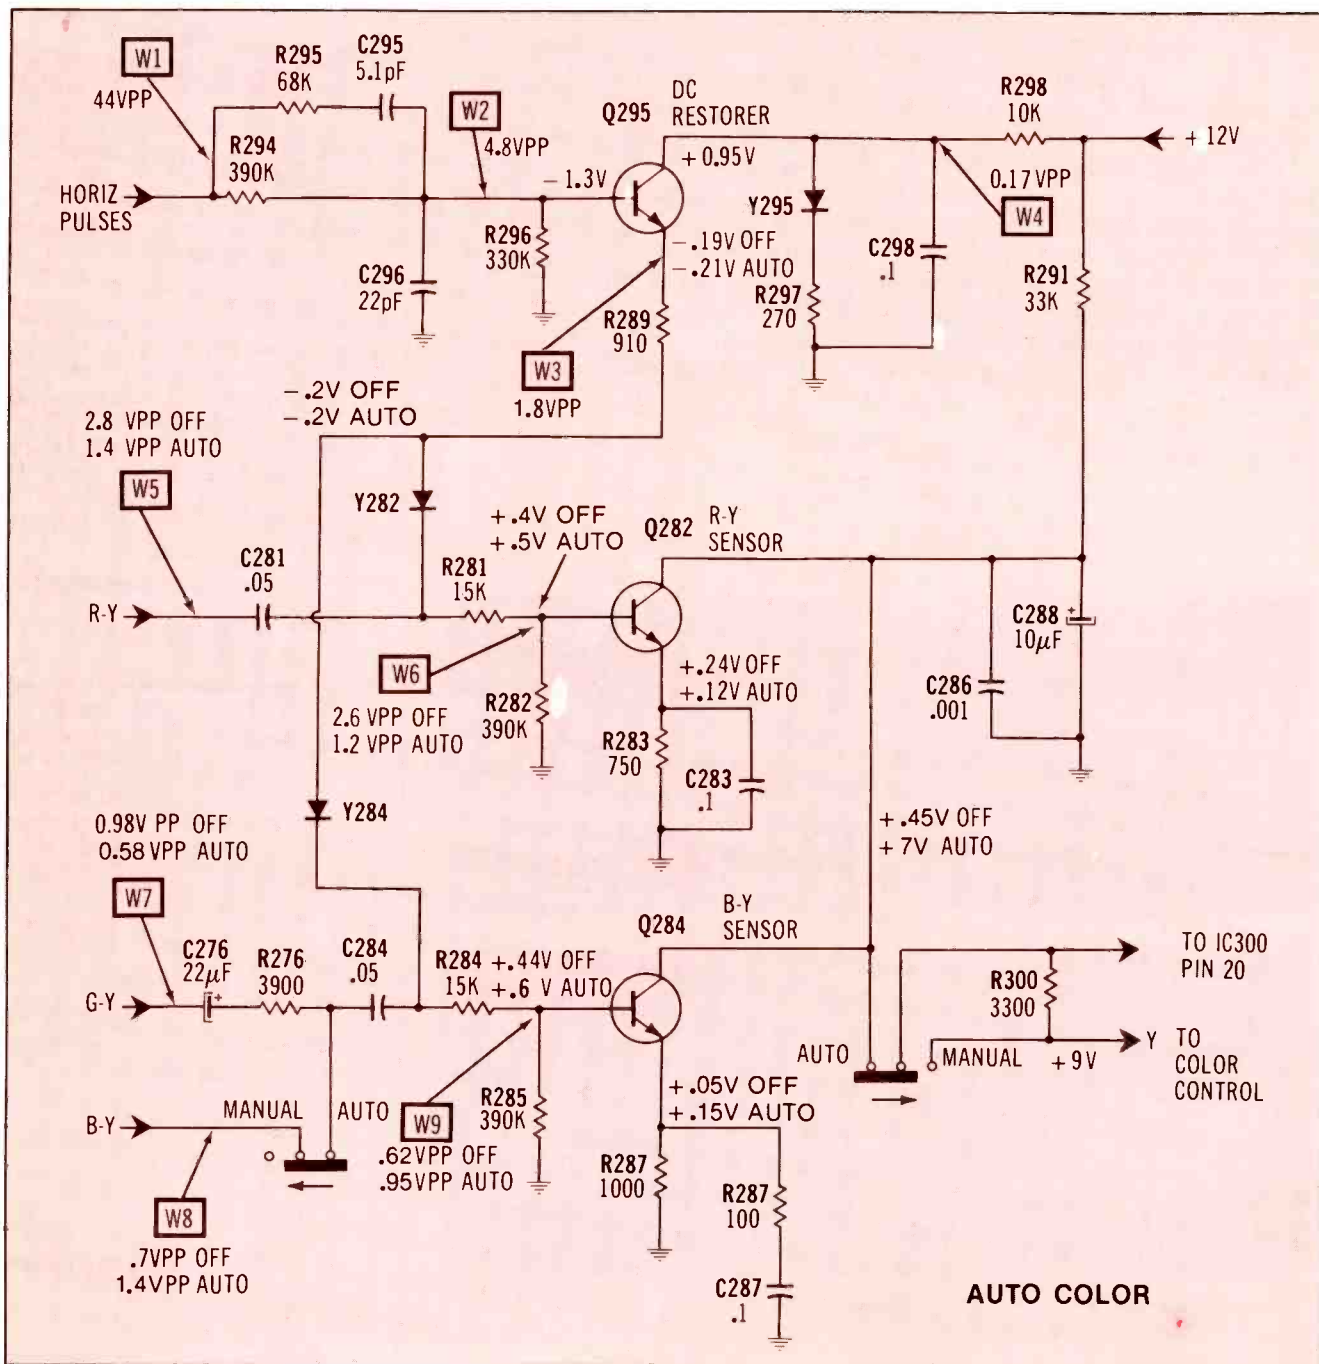 W1
44VPP
R295
68K
C295
5.1pF
R294
390K
HORIZ
PULSES
W2
4.8VPP
Q295
DC
RESTORER
+0.95V
-1.3V
R298
10K
+12V
0.17 VPP
W4
Y295
C298
.1
R296
330K
-.19V OFF
-.21V AUTO
C296
22pF
R297
270
R291
33K
R289
910
W3
1.8VPP
-.2V OFF
-.2V AUTO
2.8 VPP OFF
1.4 VPP AUTO
W5
Y282
+.4V OFF
+.5V AUTO
Q282
R-Y
SENSOR
C281
.05
R281
15K
R-Y
C288
+
10µF
W6
R282
390K
2.6 VPP OFF
1.2 VPP AUTO
+.24V OFF
+.12V AUTO
C286
.001
R283
750
C283
.1
Y284
0.98V PP OFF
0.58 VPP AUTO
+.45V OFF
+7V AUTO
W7
Q284
B-Y
SENSOR
C276
22µF
+
R276
3900
C284
.05
R284
15K
+.44V OFF
+.6 V AUTO
G-Y
TO IC300
PIN 20
R300
3300
AUTO
MANUAL
+9V
Y
TO
COLOR
CONTROL
+.05V OFF
+.15V AUTO
R285
390K
MANUAL
AUTO
B-Y
W9
.62VPP OFF
.95VPP AUTO
R287
1000
R287
100
W8
.7VPP OFF
1.4VPP AUTO
C287
.1
AUTO COLOR